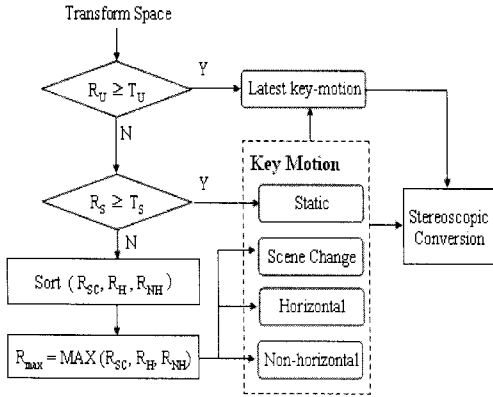 Transform Space
R_U ≥ T_U
Y
Latest key-motion
N
Key Motion
R_S ≥ T_S
Y
Static
N
Stereoscopic
Conversion
Scene Change
Sort (R_SC, R_H, R_NH)
Horizontal
R_max = MAX (R_SC, R_H, R_NH)
Non-horizontal